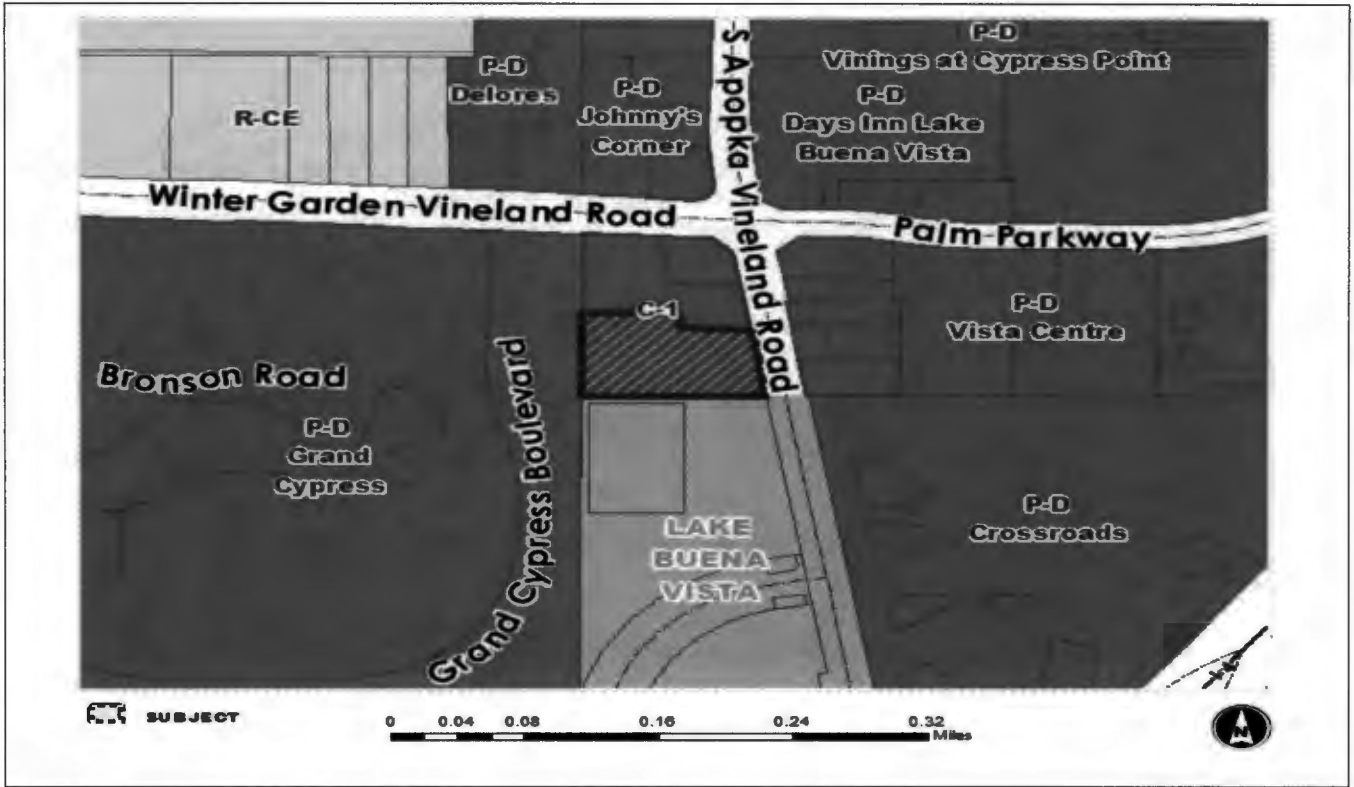 P-D
Vinings at Cypress Point
P-D
Delores
P-D
Johnny's
Corner
P-D
Days Inn Lake
Buena Vista
R-CE
S Apopka-Vineland Road
Winter Garden Vineland Road
Palm Parkway
C-1
P-D
Vista Centre
Bronson Road
Grand Cypress Boulevard
P-D
Grand
Cypress
P-D
Crossroads
LAKE
BUENA
VISTA
SUBJECT
0 0.04 0.08 0.16 0.24 0.32
Miles
N